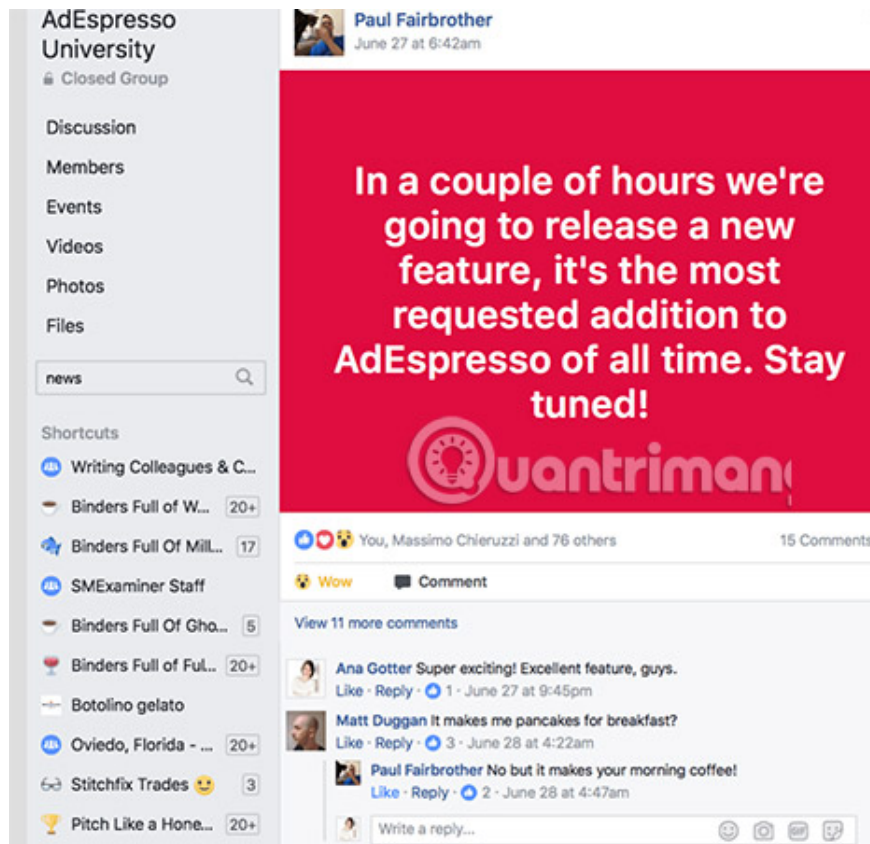 AdEspresso
University
Closed Group
Discussion
Members
Events
Videos
Photos
Files
news
Shortcuts
Writing Colleagues & C...
Binders Full of W... 20+
Binders Full Of Mill... 17
SMExaminer Staff
Binders Full Of Gho... 5
Binders Full of Ful... 20+
Botolino gelato
Oviedo, Florida - ... 20+
Stitchfix Trades 3
Pitch Like a Hone... 20+
Paul Fairbrother
June 27 at 6:42am
In a couple of hours we're
going to release a new
feature, it's the most
requested addition to
AdEspresso of all time. Stay
tuned!
Quantrimang
You, Massimo Chieruzzi and 76 others 15 Comments
Wow Comment
View 11 more comments
Ana Gotter Super exciting! Excellent feature, guys.
Like · Reply · 1 · June 27 at 9:45pm
Matt Duggan It makes me pancakes for breakfast?
Like · Reply · 3 · June 28 at 4:22am
Paul Fairbrother No but it makes your morning coffee!
Like · Reply · 2 · June 28 at 4:47am
Write a reply...
GIF